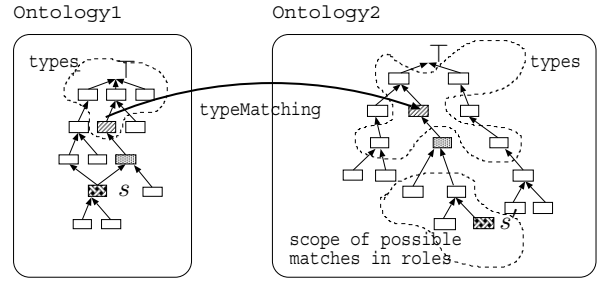 Ontology1
Ontology2
types
⊤
⊤
types
typeMatching
s
s'
scope of possible
matches in roles